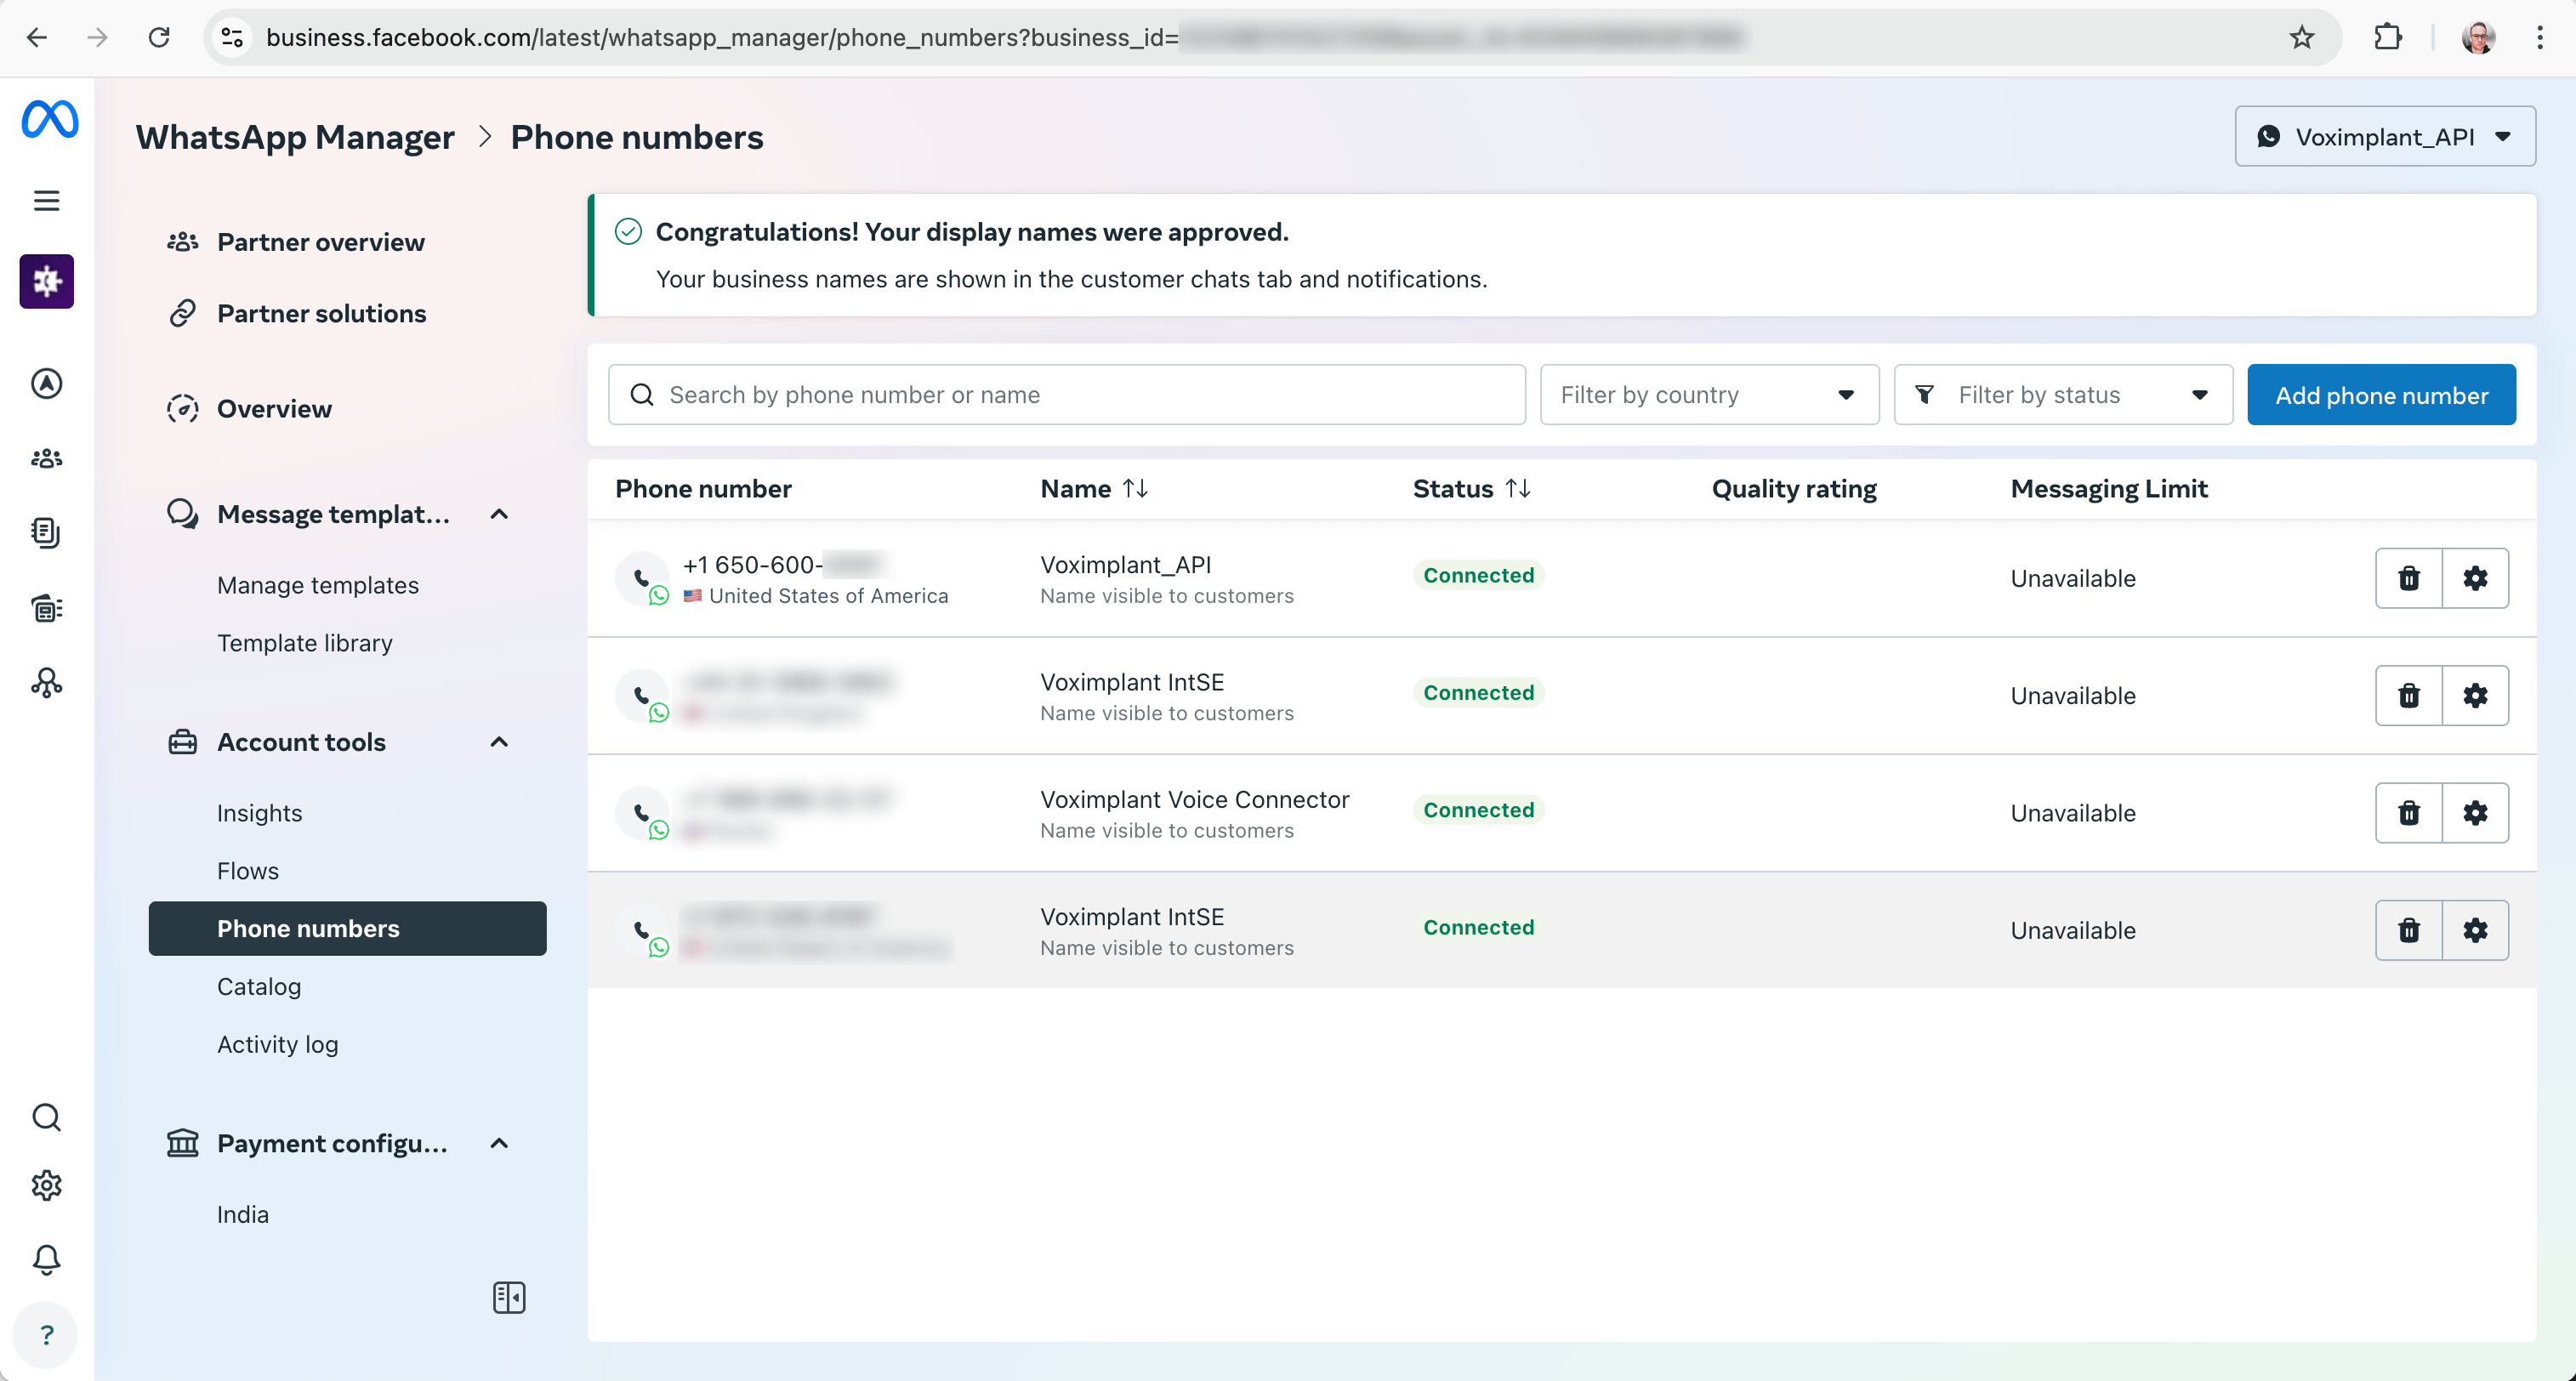 business.facebook.com/latest/whatsapp_manager/phone_numbers?business_id=
WhatsApp Manager > Phone numbers
Voximplant_API
Partner overview
Partner solutions
Overview
Message templat...
Manage templates
Template library
Account tools
Insights
Flows
Phone numbers
Catalog
Activity log
Payment configu...
India
?
Congratulations! Your display names were approved.
Your business names are shown in the customer chats tab and notifications.
Search by phone number or name
Filter by country
Filter by status
Add phone number
Phone number Name Status Quality rating Messaging Limit
+1 650-600-
United States of America
Voximplant_API
Name visible to customers
Connected
Unavailable
Voximplant IntSE
Name visible to customers
Connected
Unavailable
Voximplant Voice Connector
Name visible to customers
Connected
Unavailable
Voximplant IntSE
Name visible to customers
Connected
Unavailable